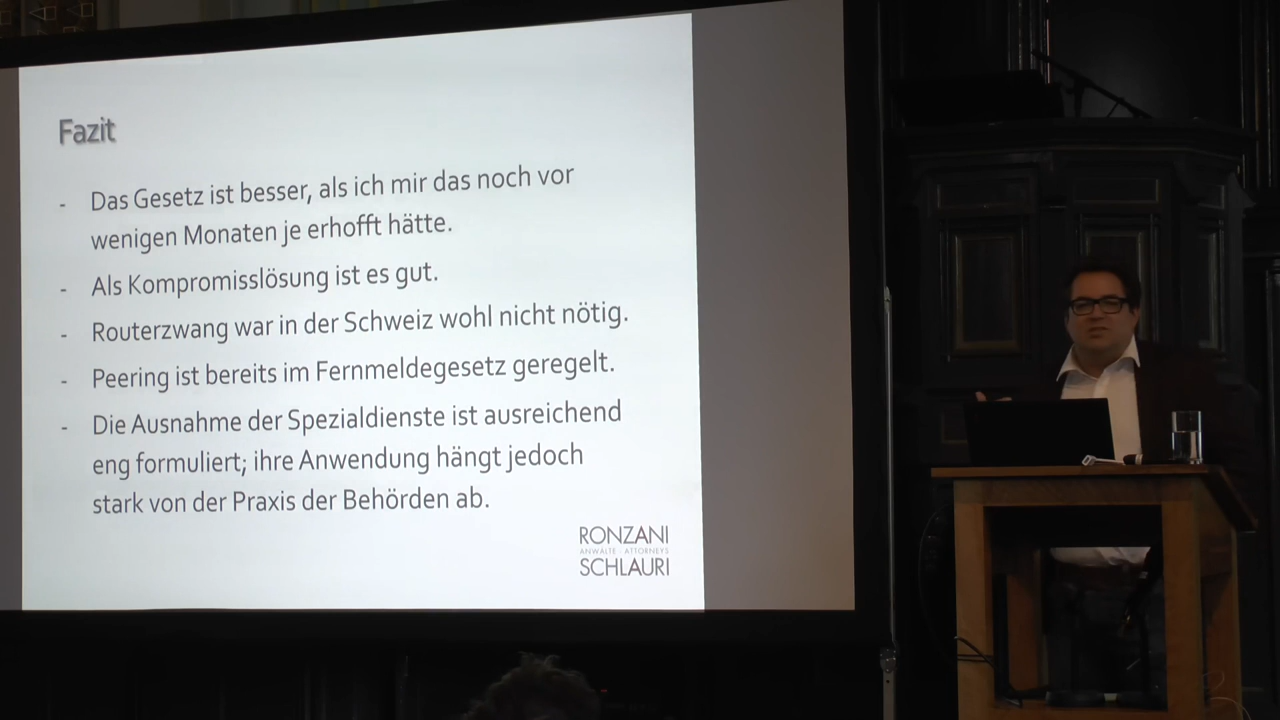 Fazit
- Das Gesetz ist besser, als ich mir das noch vor
wenigen Monaten je erhofft hätte.
- Als Kompromisslösung ist es gut.
- Routerzwang war in der Schweiz wohl nicht nötig.
- Peering ist bereits im Fernmeldegesetz geregelt.
- Die Ausnahme der Spezialdienste ist ausreichend
eng formuliert; ihre Anwendung hängt jedoch
stark von der Praxis der Behörden ab.
RONZANI
ANWÄLTE · ATTORNEYS
SCHLAURI